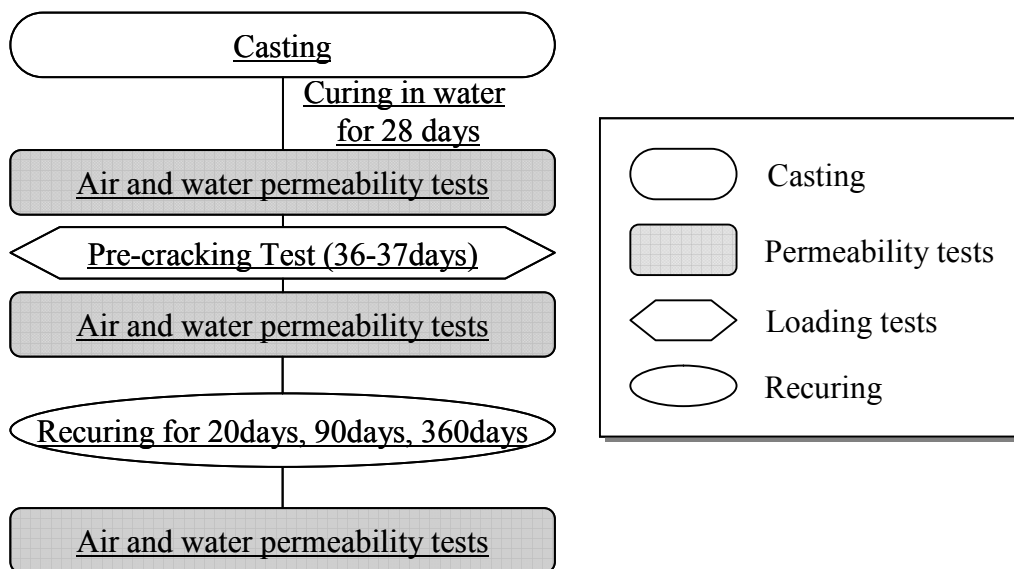 Casting
Curing in water
for 28 days
Air and water permeability tests
Pre-cracking Test (36-37days)
Air and water permeability tests
Recuring for 20days, 90days, 360days
Air and water permeability tests
Casting
Permeability tests
Loading tests
Recuring